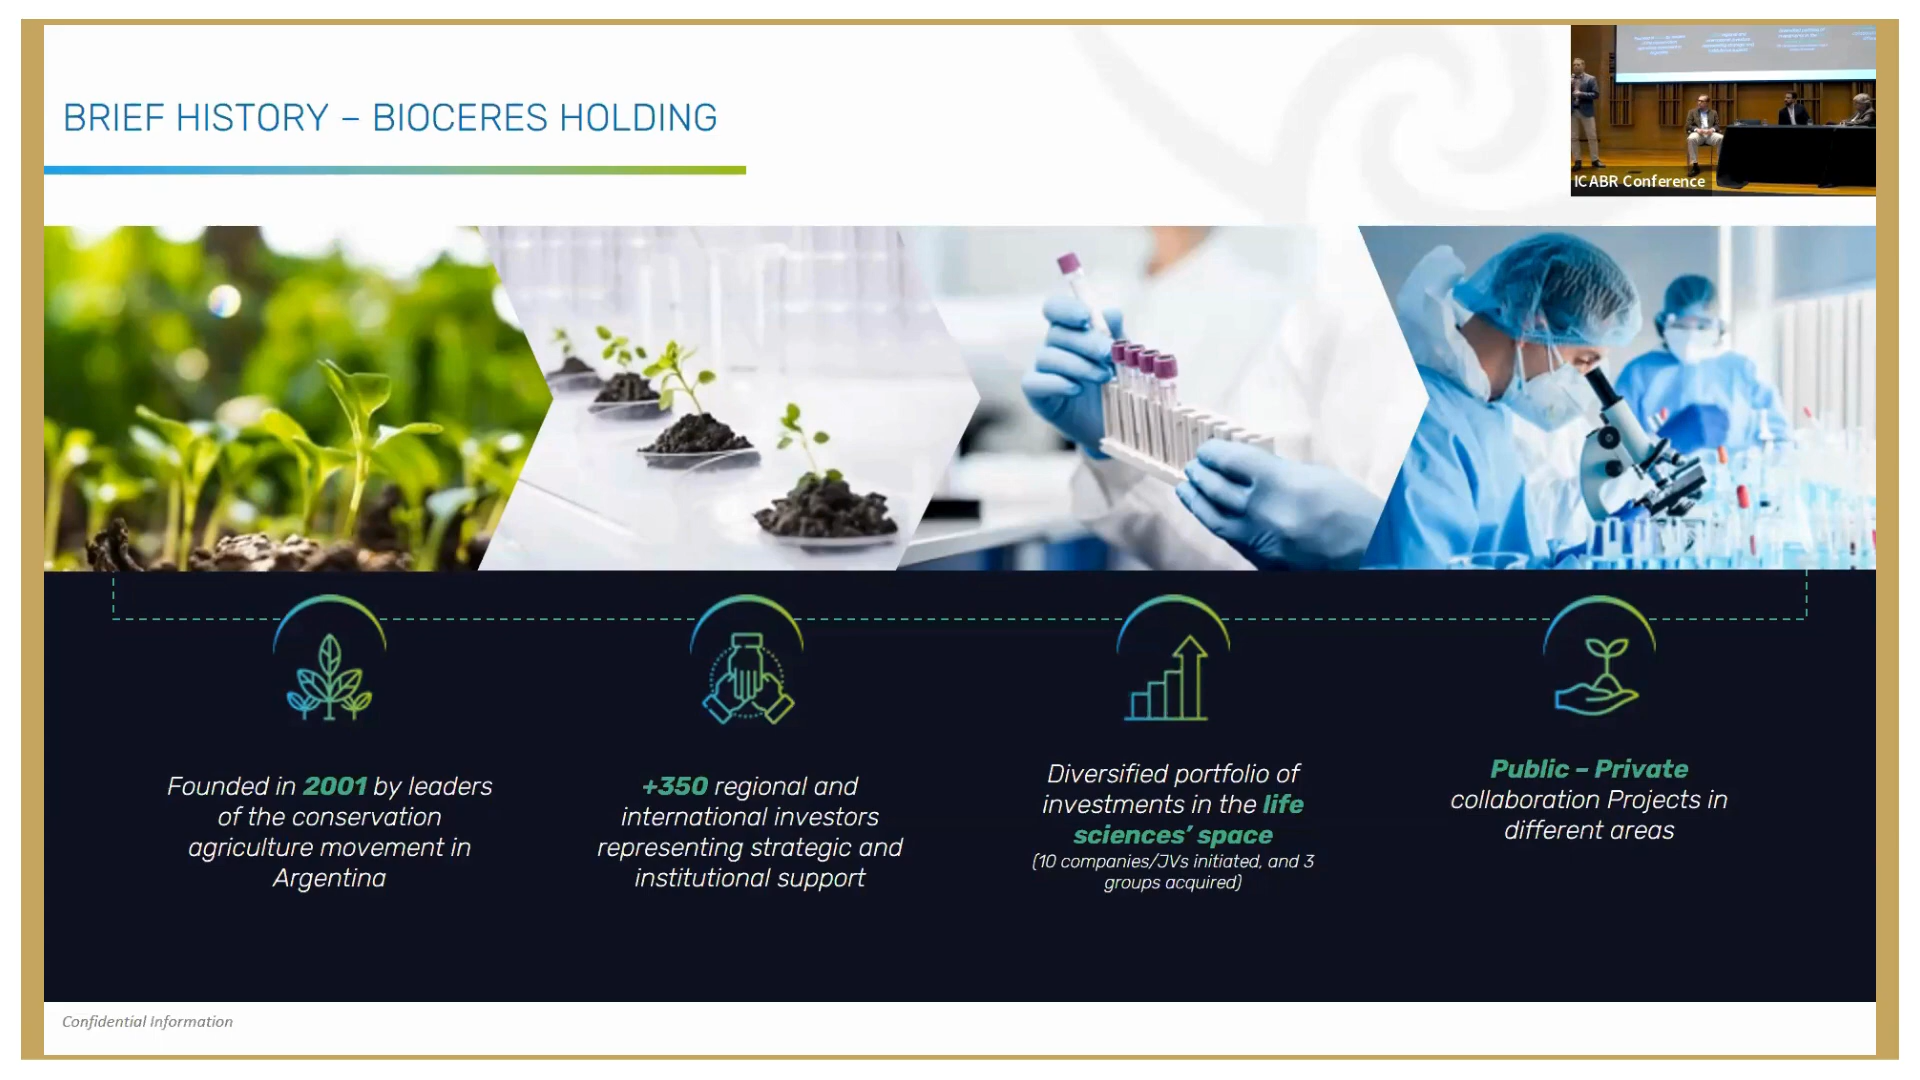 BRIEF HISTORY – BIOCERES HOLDING
ICABR Conference
Founded in 2001 by leaders
of the conservation
agriculture movement in
Argentina
+350 regional and
international investors
representing strategic and
institutional support
Diversified portfolio of
investments in the life
sciences’ space
(10 companies/JVs initiated, and 3
groups acquired)
Public – Private
collaboration Projects in
different areas
Confidential Information